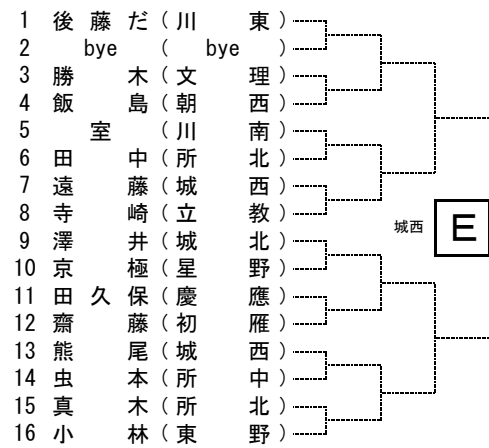 1 後藤だ(川東)
2 bye (bye)
3 勝木(文理)
4 飯島(朝西)
5 室(川南)
6 田中(所北)
7 遠藤(城西)
8 寺崎(立教)
城西 E
9 澤井(城北)
10 京極(星野)
11 田久保(慶應)
12 齋藤(初雁)
13 熊尾(城西)
14 虫本(所中)
15 真木(所北)
16 小林(東野)